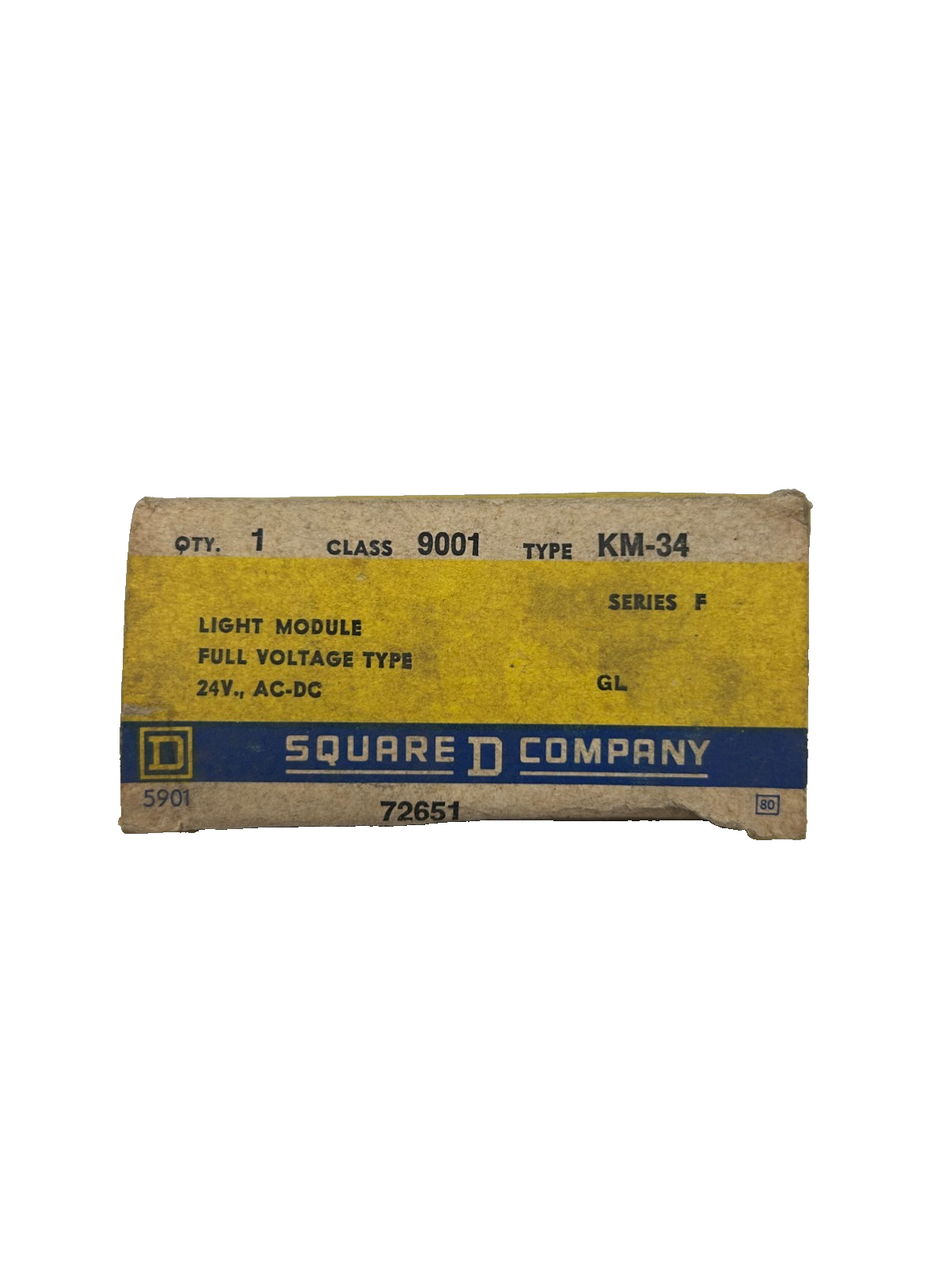 QTY. 1 CLASS 9001 TYPE KM-34
SERIES F
LIGHT MODULE
FULL VOLTAGE TYPE
24V., AC-DC
GL
D SQUARE D COMPANY
5901
72651
80